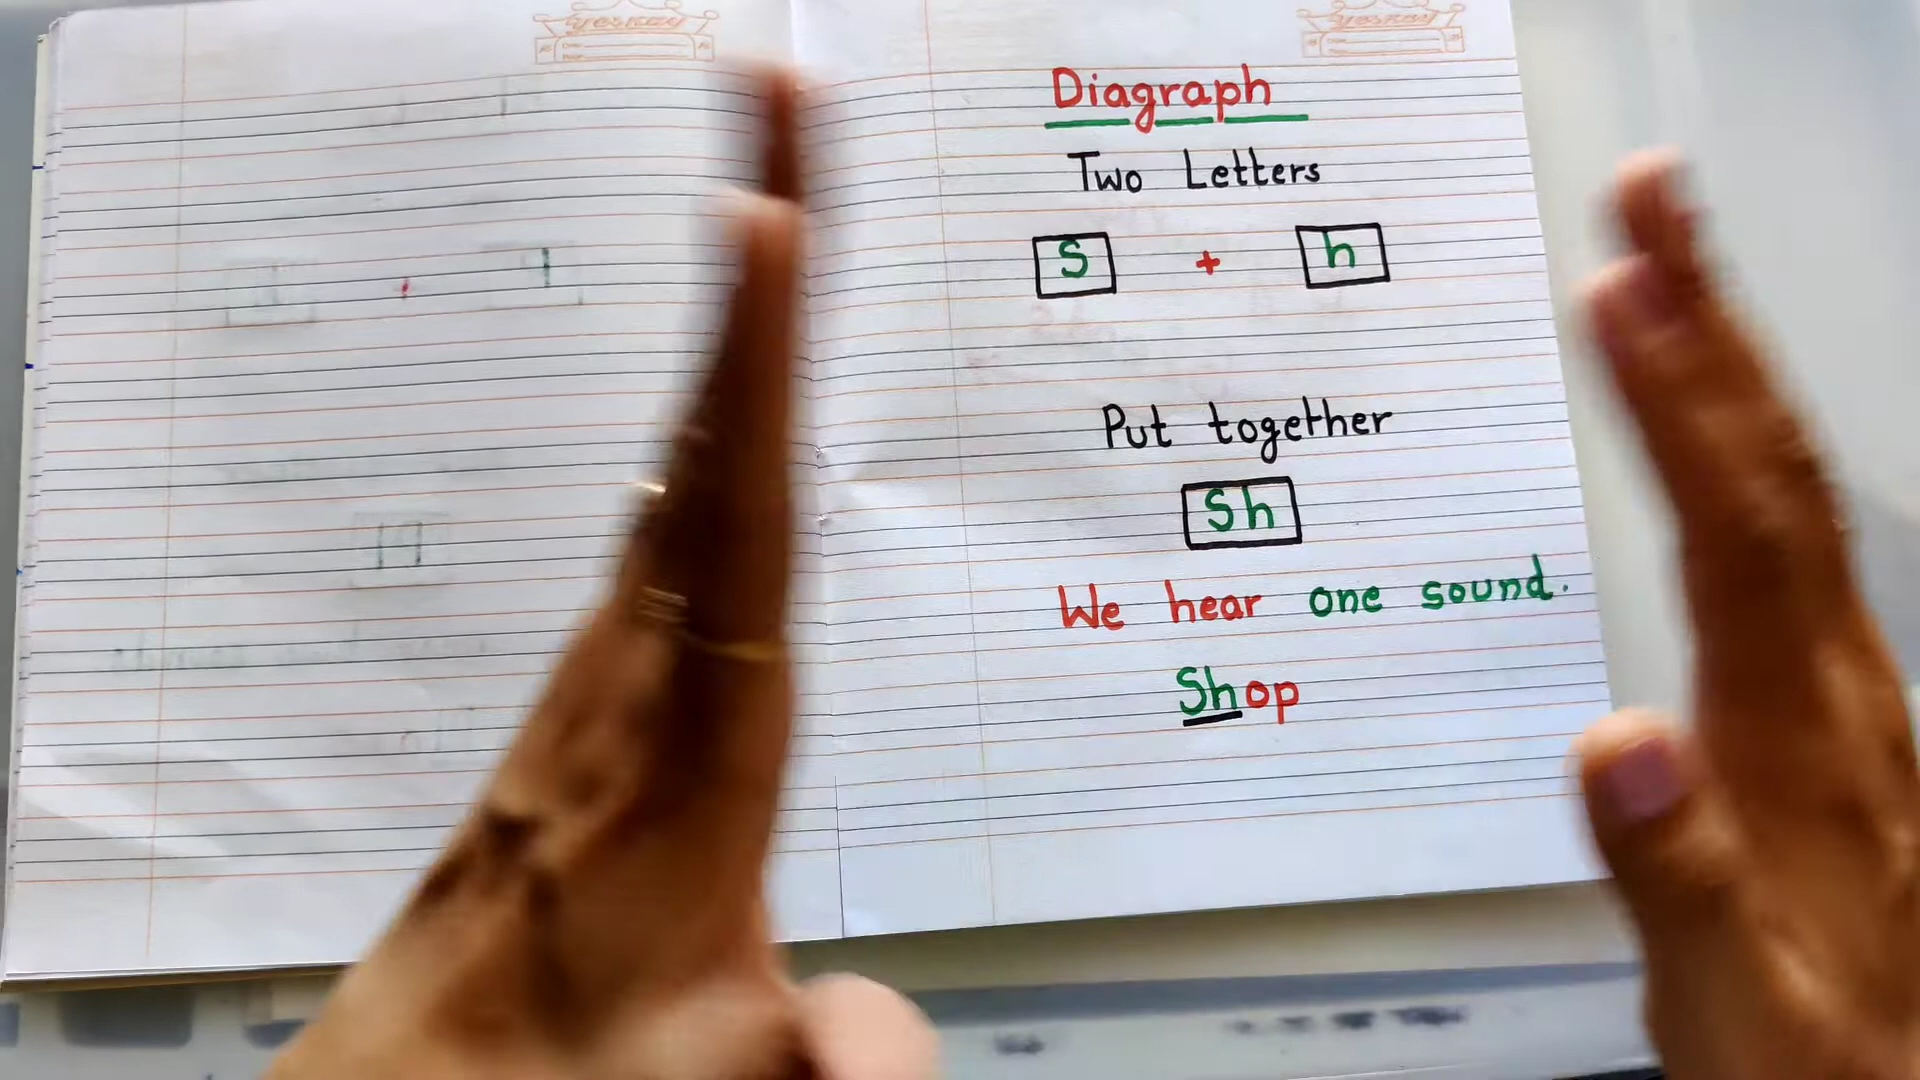 Diagraph
Two Letters
S + h
Put together
Sh
We hear one sound.
Shop